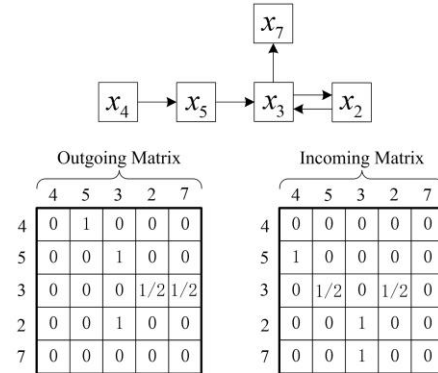 x₇
x₄ x₅ x₃ x₂
Outgoing Matrix
4 5 3 2 7
4 0 1 0 0 0
5 0 0 1 0 0
3 0 0 0 1/2 1/2
2 0 0 1 0 0
7 0 0 0 0 0
Incoming Matrix
4 5 3 2 7
4 0 0 0 0 0
5 1 0 0 0 0
3 0 1/2 0 1/2 0
2 0 0 1 0 0
7 0 0 1 0 0